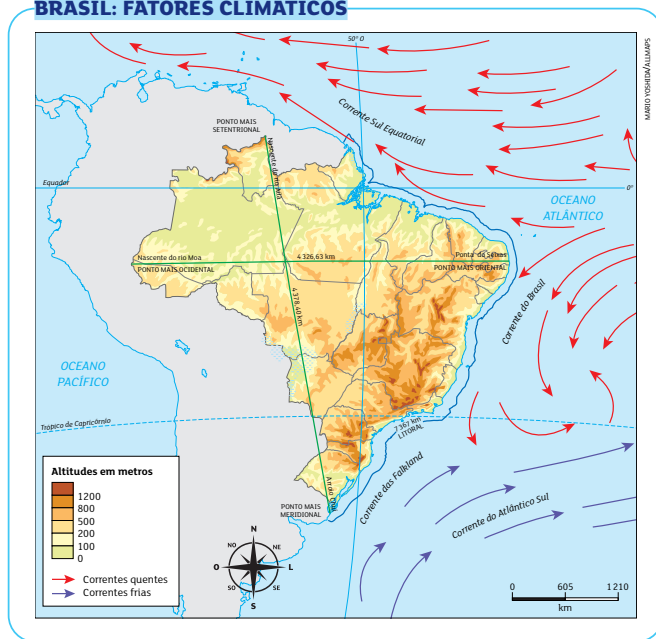 BRASIL: FATORES CLIMÁTICOS
MARIO YOSHIDA/ALLMAPS
50° O
Corrente Sul Equatorial
PONTO MAIS
SETENTRIONAL
Nascente do rio Ailã
Equador
0°
OCEANO
ATLÂNTICO
Nascente do rio Moa
4 326,63 km
Ponta do Seixas
PONTO MAIS OCIDENTAL
PONTO MAIS ORIENTAL
4 378,40 km
Corrente do Brasil
OCEANO
PACÍFICO
Trópico de Capricórnio
7 367 km
LITORAL
Corrente das Falkland
Arroio Chuí
PONTO MAIS
MERIDIONAL
Corrente do Atlântico Sul
Altitudes em metros
1200
800
500
200
100
0
Correntes quentes
Correntes frias
N
NO
NE
O
L
SO
SE
S
0
605
1 210
km